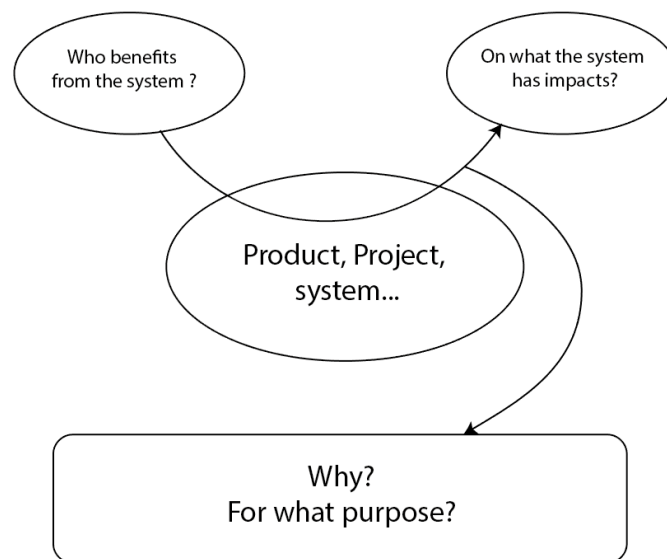 Who benefits
from the system ?
On what the system
has impacts?
Product, Project,
system...
Why?
For what purpose?